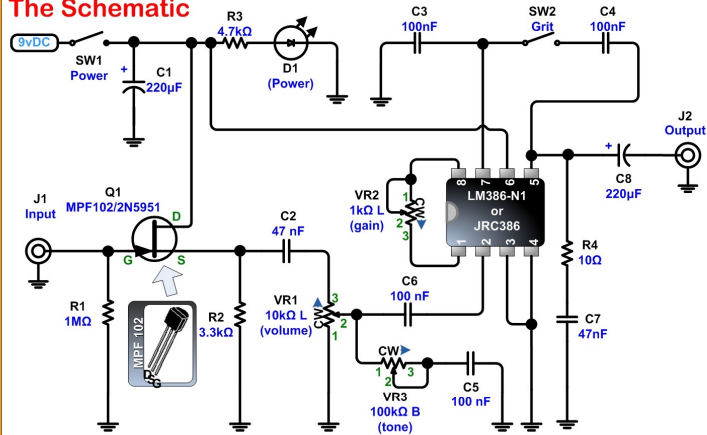 The Schematic
9vDC
SW1
Power
+
C1
220µF
R3
4.7kΩ
D1
(Power)
C3
100nF
SW2
Grit
C4
100nF
J2
Output
+
C8
220µF
8
7
6
5
LM386-N1
or
JRC386
1
2
3
4
VR2
1kΩ L
(gain)
1
2
3
CW
J1
Input
Q1
MPF102/2N5951
D
G
S
C2
47 nF
R1
1MΩ
MPF 102
D
S
G
R2
3.3kΩ
VR1
10kΩ L
(volume)
CW
3
2
1
C6
100 nF
CW
1
2
3
VR3
100kΩ B
(tone)
C5
100 nF
R4
10Ω
C7
47nF